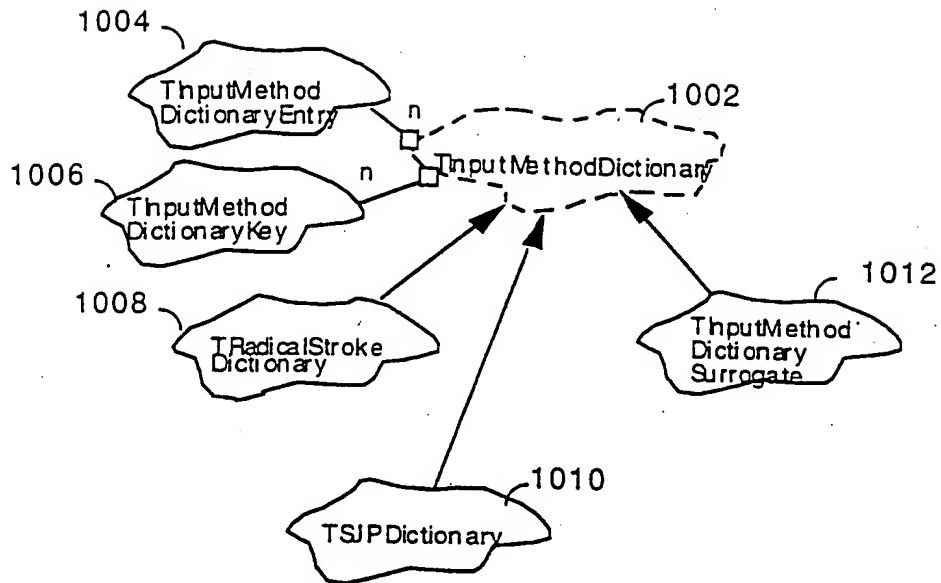 1004
TInputMethod
DictionaryEntry
n
1002
TInputMethodDictionary
1006
n
TInputMethod
DictionaryKey
1008
TRadicalStroke
Dictionary
1012
TInputMethod
Dictionary
Surrogate
1010
TSJPDictionary